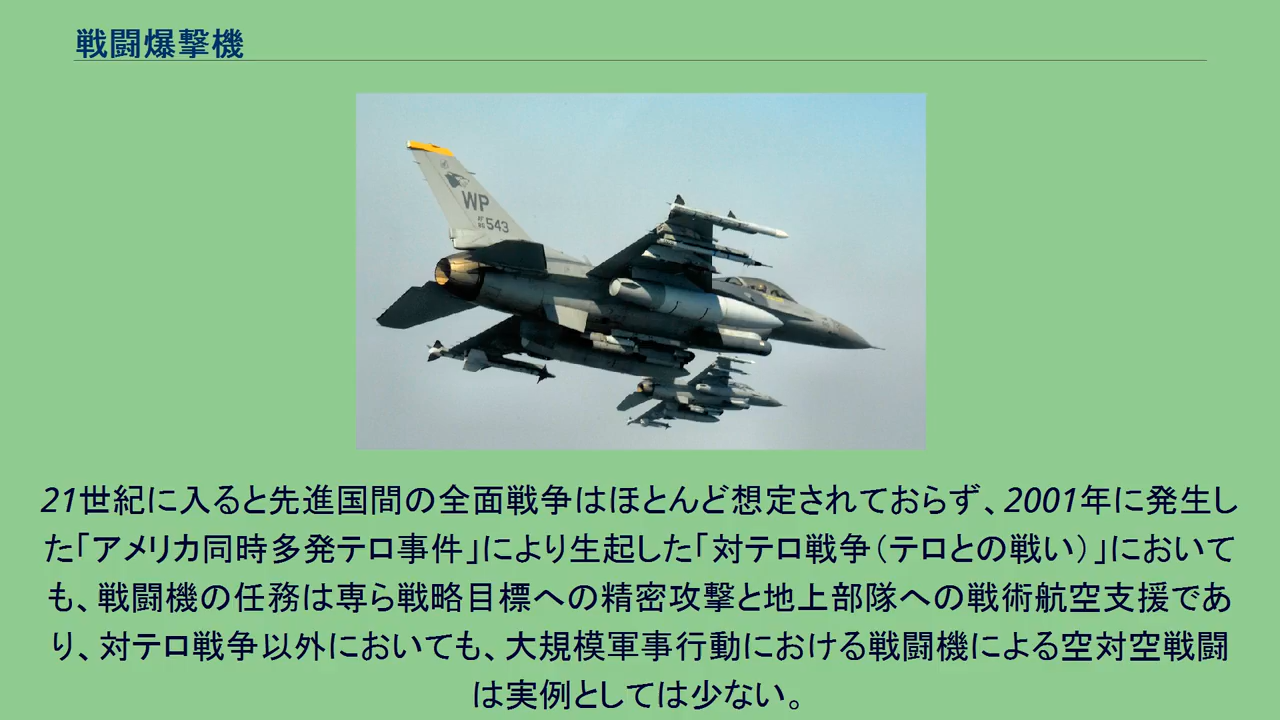 戦闘爆撃機
WP
AF
86 543
21世紀に入ると先進国間の全面戦争はほとんど想定されておらず、2001年に発生し
た「アメリカ同時多発テロ事件」により生起した「対テロ戦争（テロとの戦い）」において
も、戦闘機の任務は専ら戦略目標への精密攻撃と地上部隊への戦術航空支援であ
り、対テロ戦争以外においても、大規模軍事行動における戦闘機による空対空戦闘
は実例としては少ない。